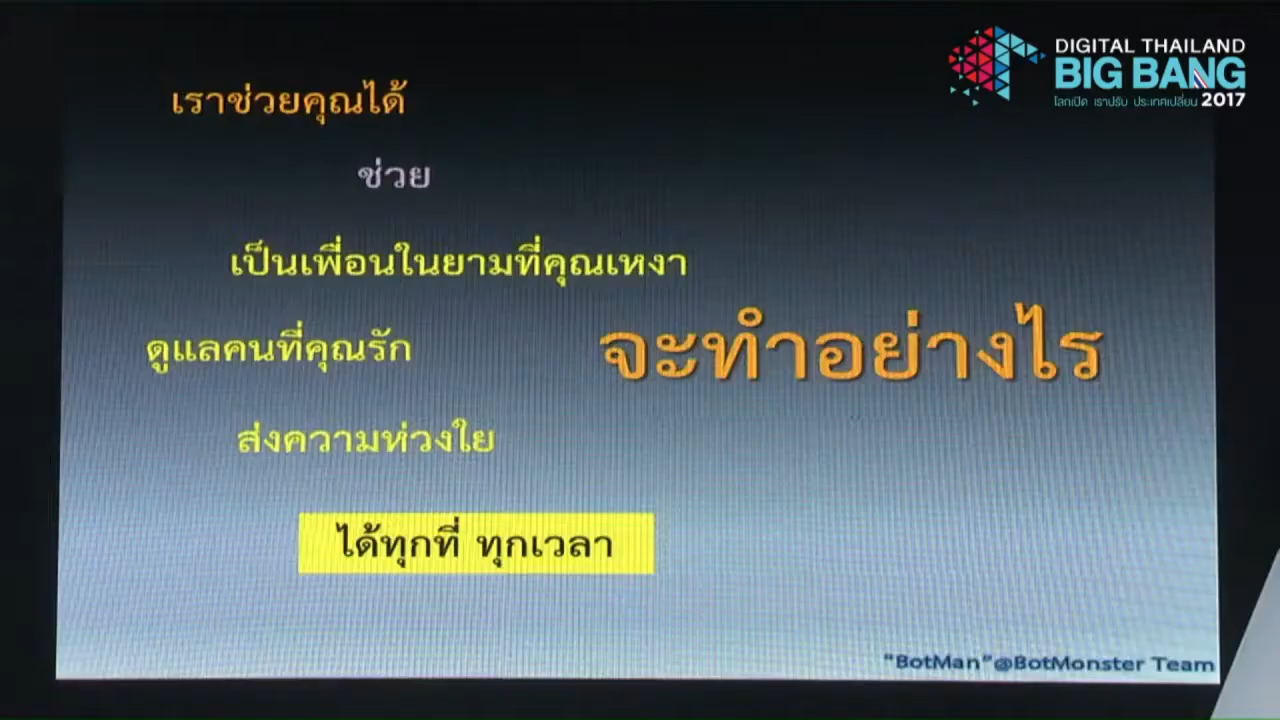 DIGITAL THAILAND
BIG BANG
โลกเปิด เราปรับ ประเทศเปลี่ยน 2017
เราช่วยคุณได้
ช่วย
เป็นเพื่อนในยามที่คุณเหงา
ดูแลคนที่คุณรัก
จะทำอย่างไร
ส่งความห่วงใย
ได้ทุกที่ ทุกเวลา
"BotMan"@BotMonster Team